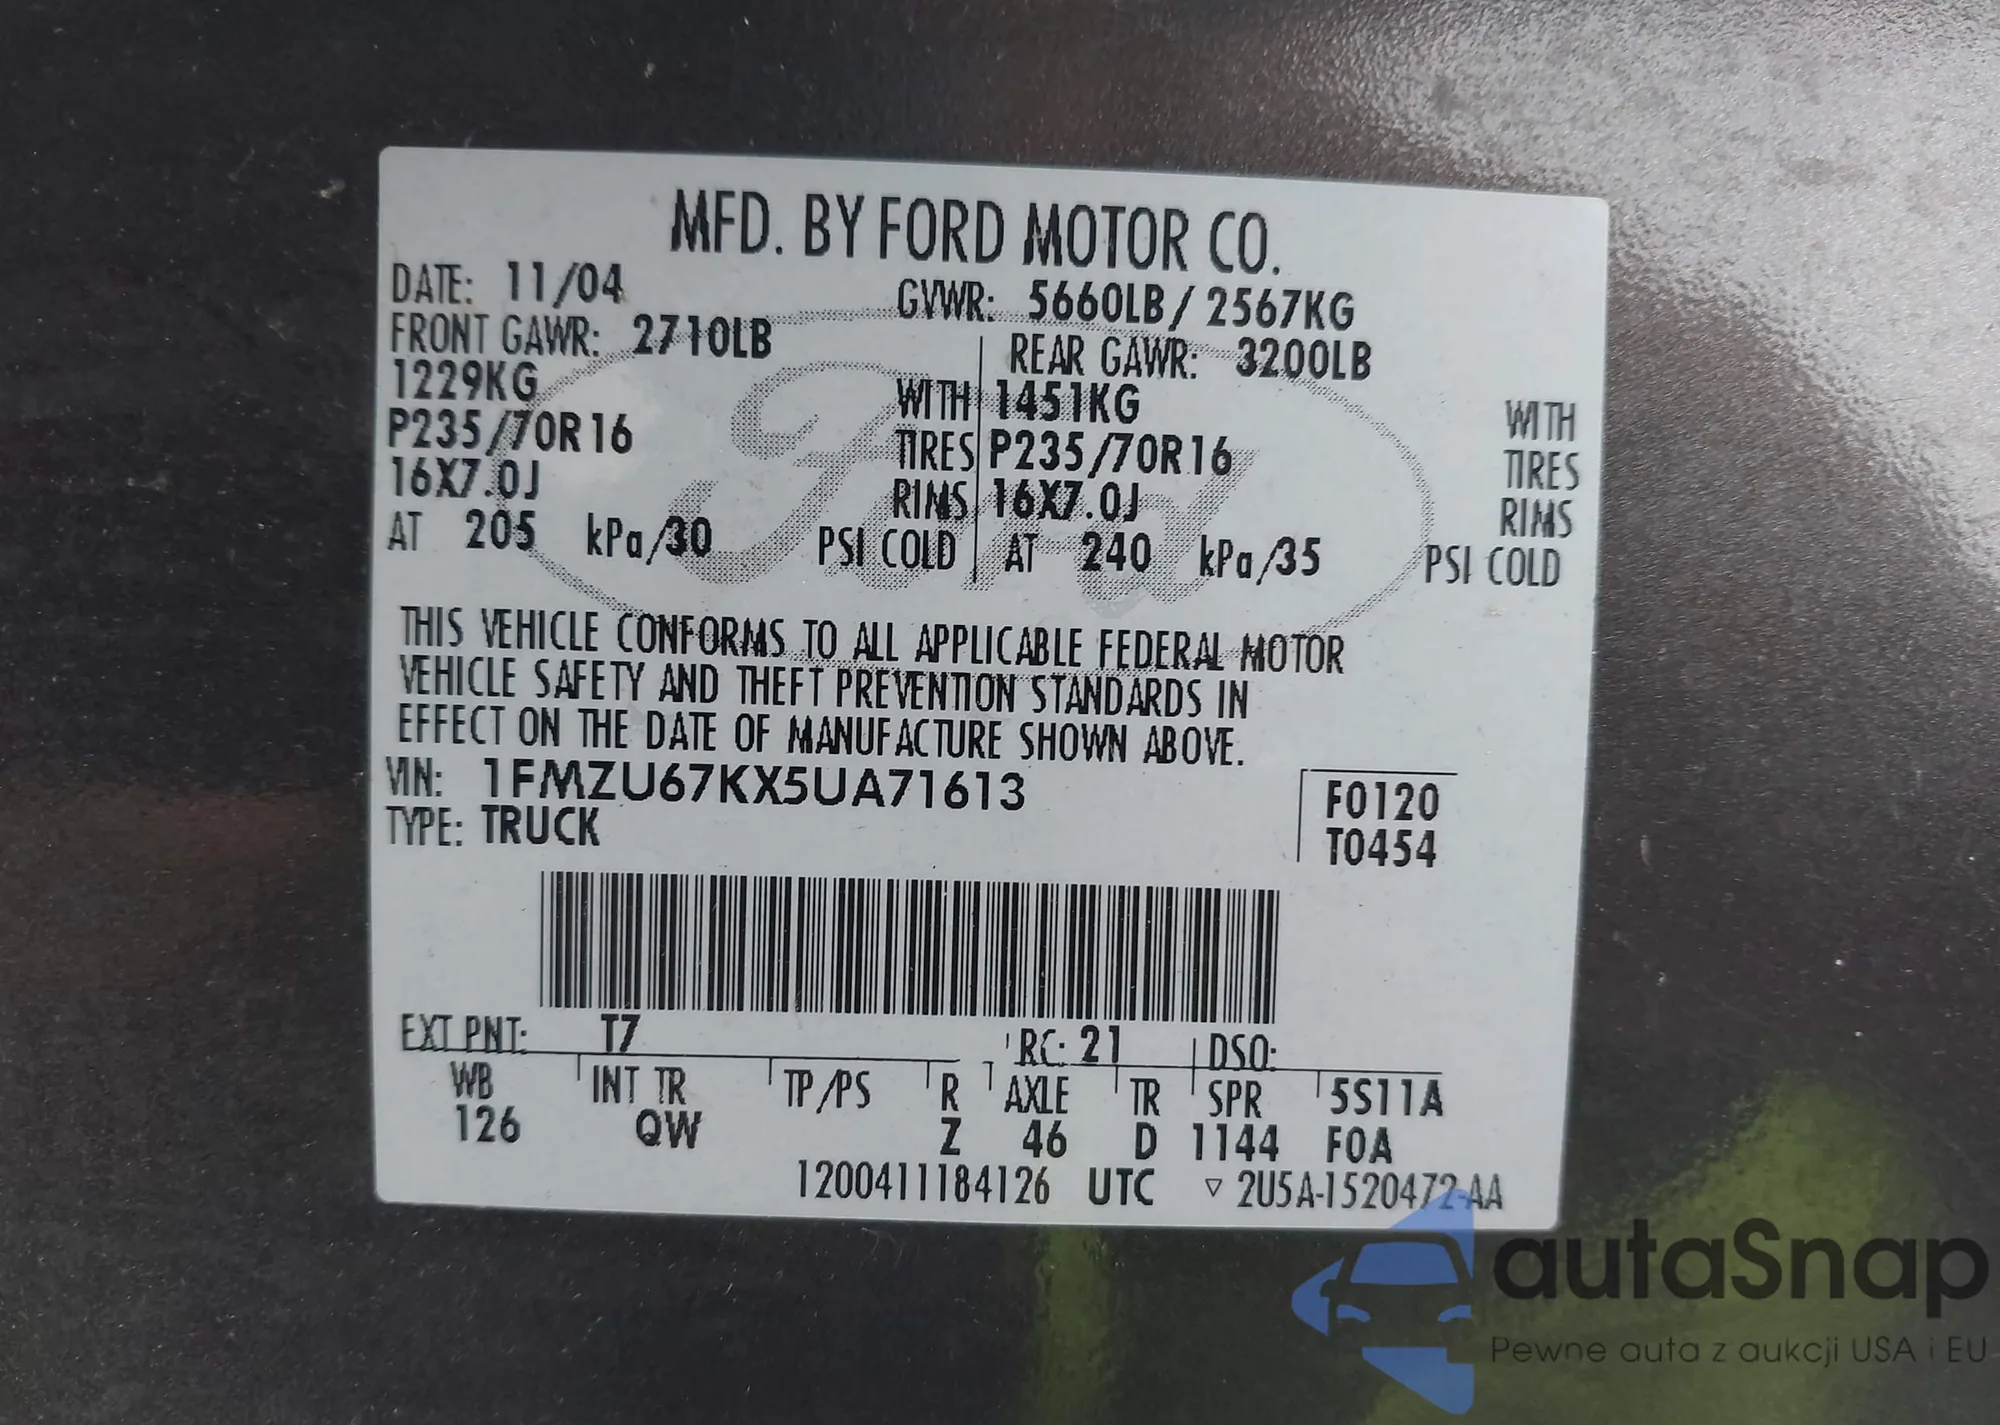 MFD. BY FORD MOTOR CO.
DATE: 11/04 GVWR: 5660LB / 2567KG
FRONT GAWR: 2710LB REAR GAWR: 3200LB
1229KG WITH 1451KG WITH
P235/70R16 TIRES P235/70R16 TIRES
16X7.0J RIMS 16X7.0J RIMS
AT 205 kPa/30 PSI COLD AT 240 kPa/35 PSI COLD
Ford
THIS VEHICLE CONFORMS TO ALL APPLICABLE FEDERAL MOTOR
VEHICLE SAFETY AND THEFT PREVENTION STANDARDS IN
EFFECT ON THE DATE OF MANUFACTURE SHOWN ABOVE.
VIN: 1FMZU67KX5UA71613 F0120
TYPE: TRUCK T0454
EXT PNT: T7 RC: 21 DSO:
WB INT TR TP/PS R AXLE TR SPR 5S11A
126 QW Z 46 D 1144 F0A
1200411184126 UTC ▽ 2U5A-1520472-AA
autaSnap
Pewne auta z aukcji USA i EU